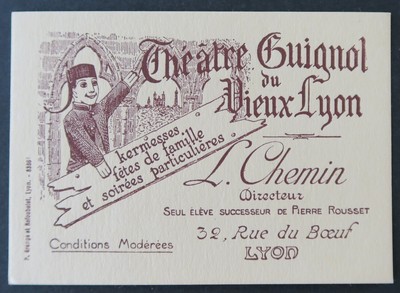 Théâtre Guignol
du
Vieux Lyon
kermesses,
fêtes de famille
et soirées particulières
L. Chemin
Directeur
SEUL ÉLÈVE SUCCESSEUR DE PIERRE ROUSSET
32, Rue du Bœuf
LYON
Conditions Modérées
Lyon.